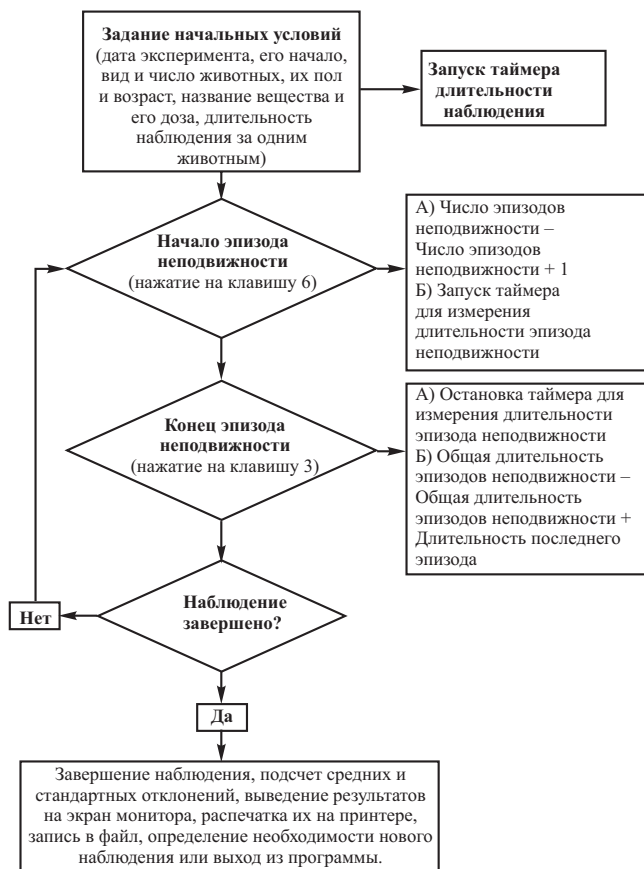 Задание начальных условий
(дата эксперимента, его начало,
вид и число животных, их пол
и возраст, название вещества и
его доза, длительность
наблюдения за одним
животным)
Запуск таймера
длительности
наблюдения
Начало эпизода
неподвижности
(нажатие на клавишу 6)
А) Число эпизодов
неподвижности –
Число эпизодов
неподвижности + 1
Б) Запуск таймера
для измерения
длительности эпизода
неподвижности
Конец эпизода
неподвижности
(нажатие на клавишу 3)
А) Остановка таймера для
измерения длительности
эпизода неподвижности
Б) Общая длительность
эпизодов неподвижности –
Общая длительность
эпизодов неподвижности +
Длительность последнего
эпизода
Наблюдение
завершено?
Нет
Да
Завершение наблюдения, подсчет средних и
стандартных отклонений, выведение результатов
на экран монитора, распечатка их на принтере,
запись в файл, определение необходимости нового
наблюдения или выход из программы.